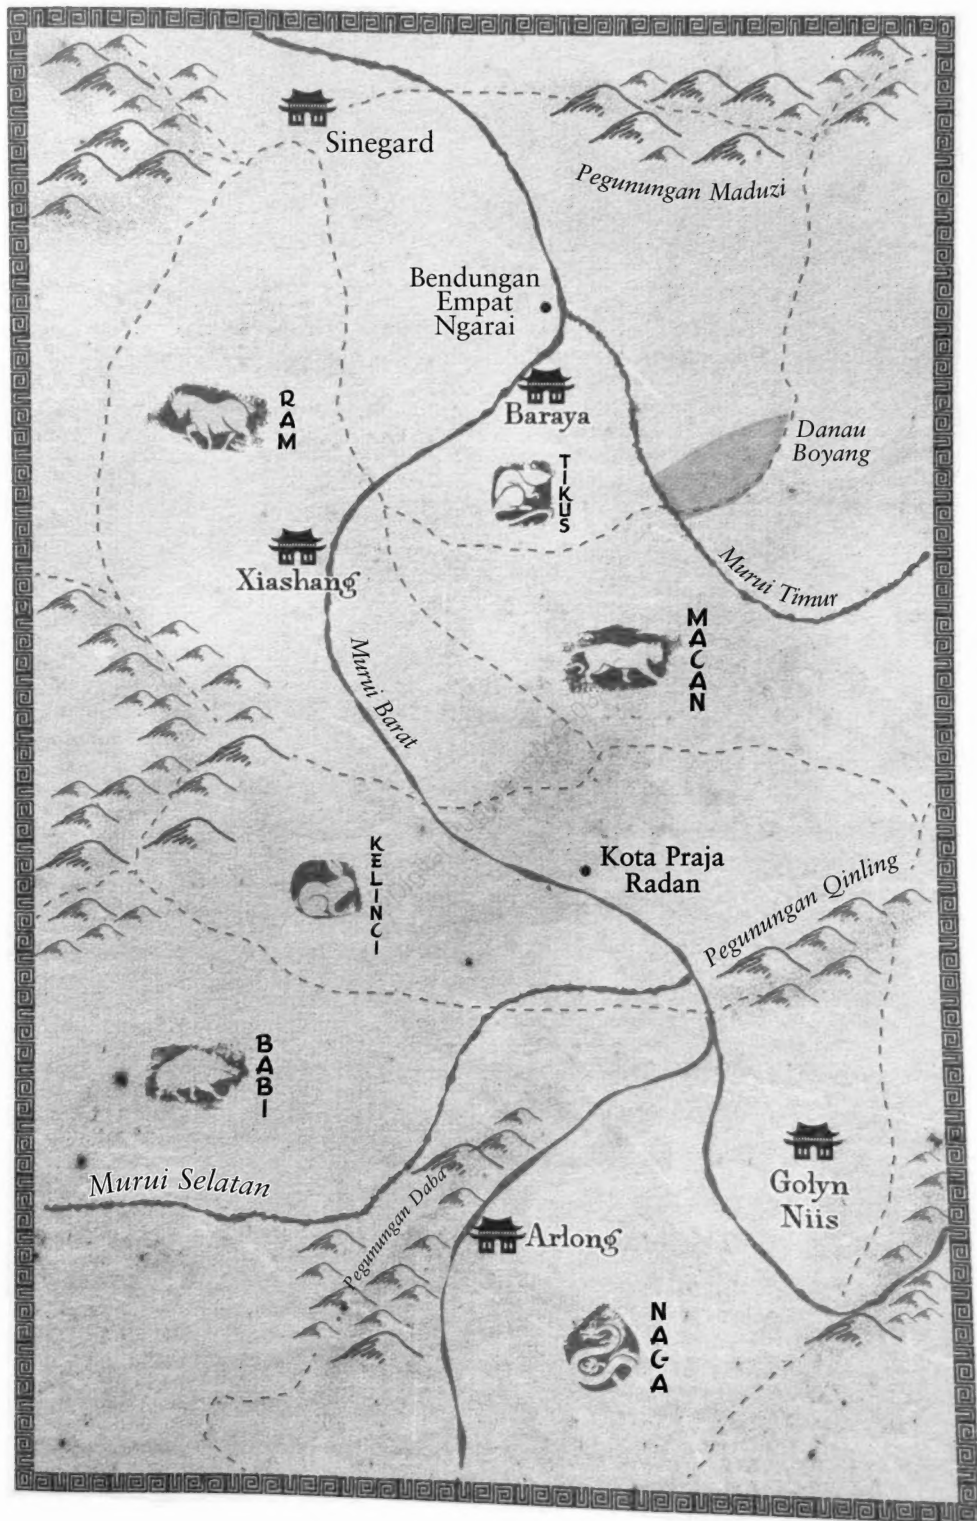 Sinegard
Pegunungan Maduzi
Bendungan
Empat
Ngarai
Baraya
RAM
Danau
Boyang
TIKUS
Xiashang
Murui Timur
MACAN
Murui Barat
KELINCI
Kota Praja
Radan
Pegunungan Qinling
BABI
Murui Selatan
Pegunungan Daba
Golyn
Niis
Arlong
NAGA